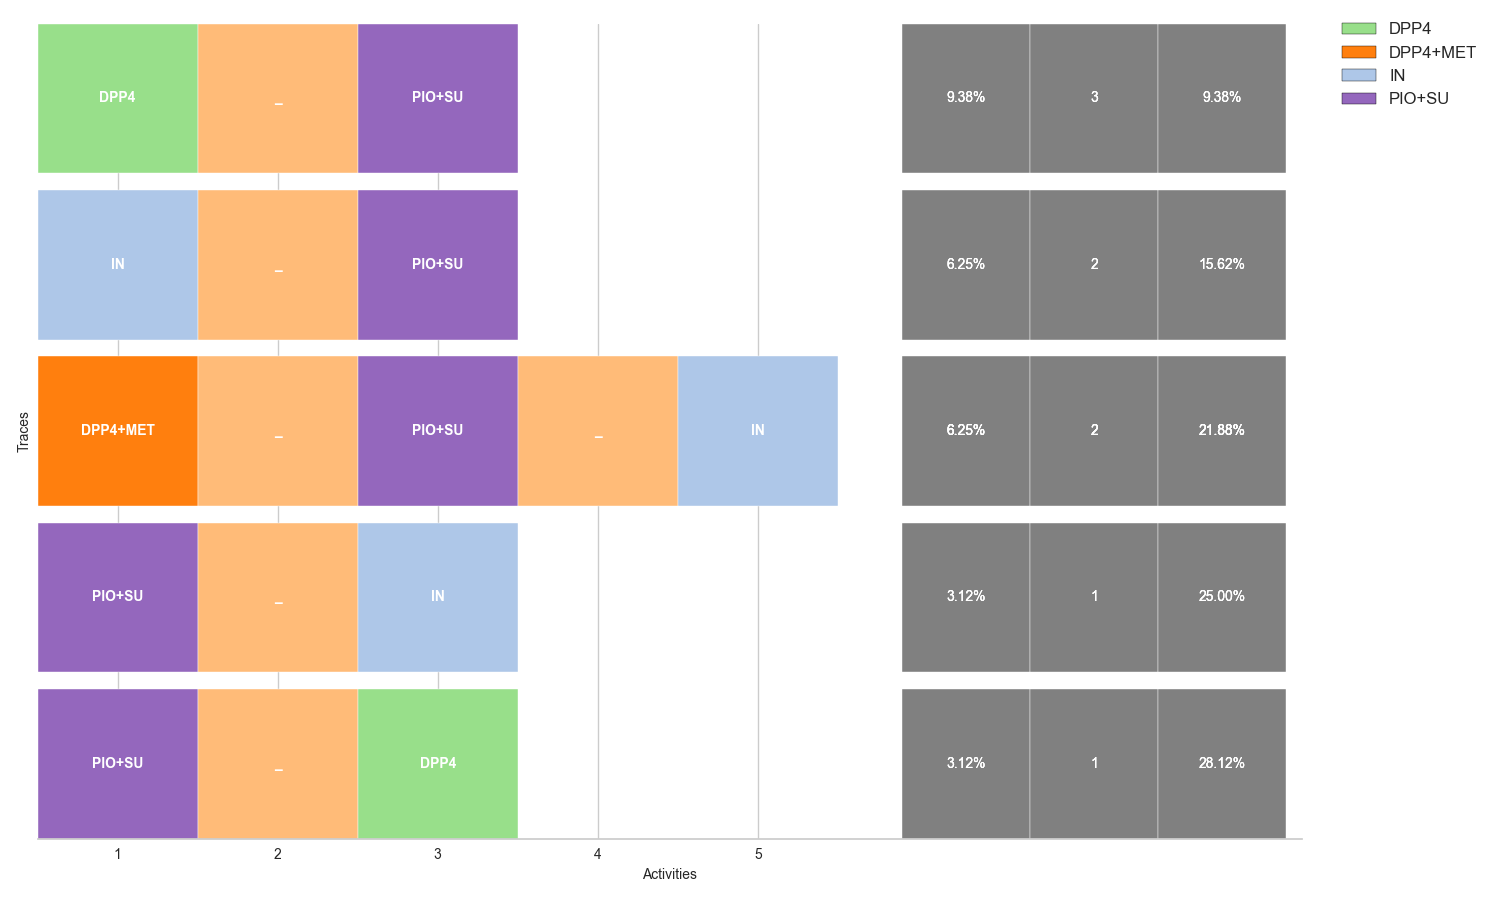 DPP4 _ PIO+SU 9.38% 3 9.38%
IN _ PIO+SU 6.25% 2 15.62%
DPP4+MET _ PIO+SU _ IN 6.25% 2 21.88%
PIO+SU _ IN 3.12% 1 25.00%
PIO+SU _ DPP4 3.12% 1 28.12%
Traces
1 2 3 4 5
Activities
DPP4
DPP4+MET
IN
PIO+SU